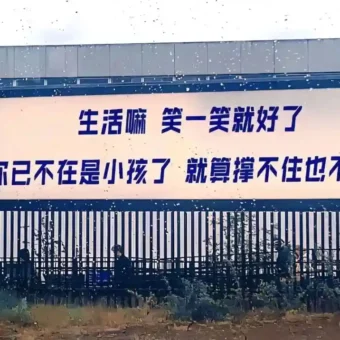 生活嘛 笑一笑就好了
你已不在是小孩了 就算撑不住也不